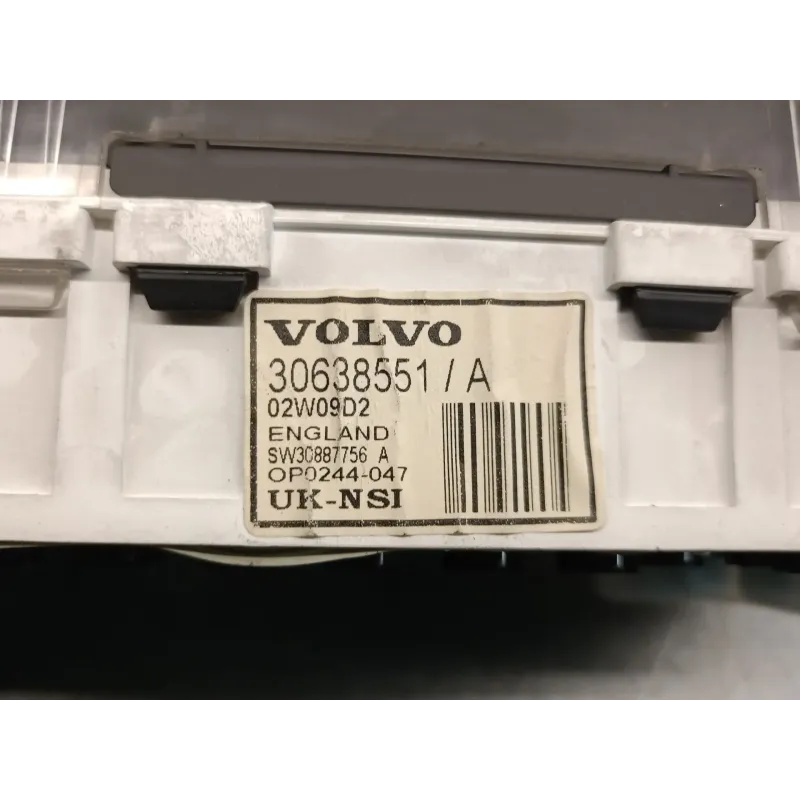 VOLVO
30638551 / A
02W09D2
ENGLAND
SW30887756 A
OP0244-047
UK-NSI